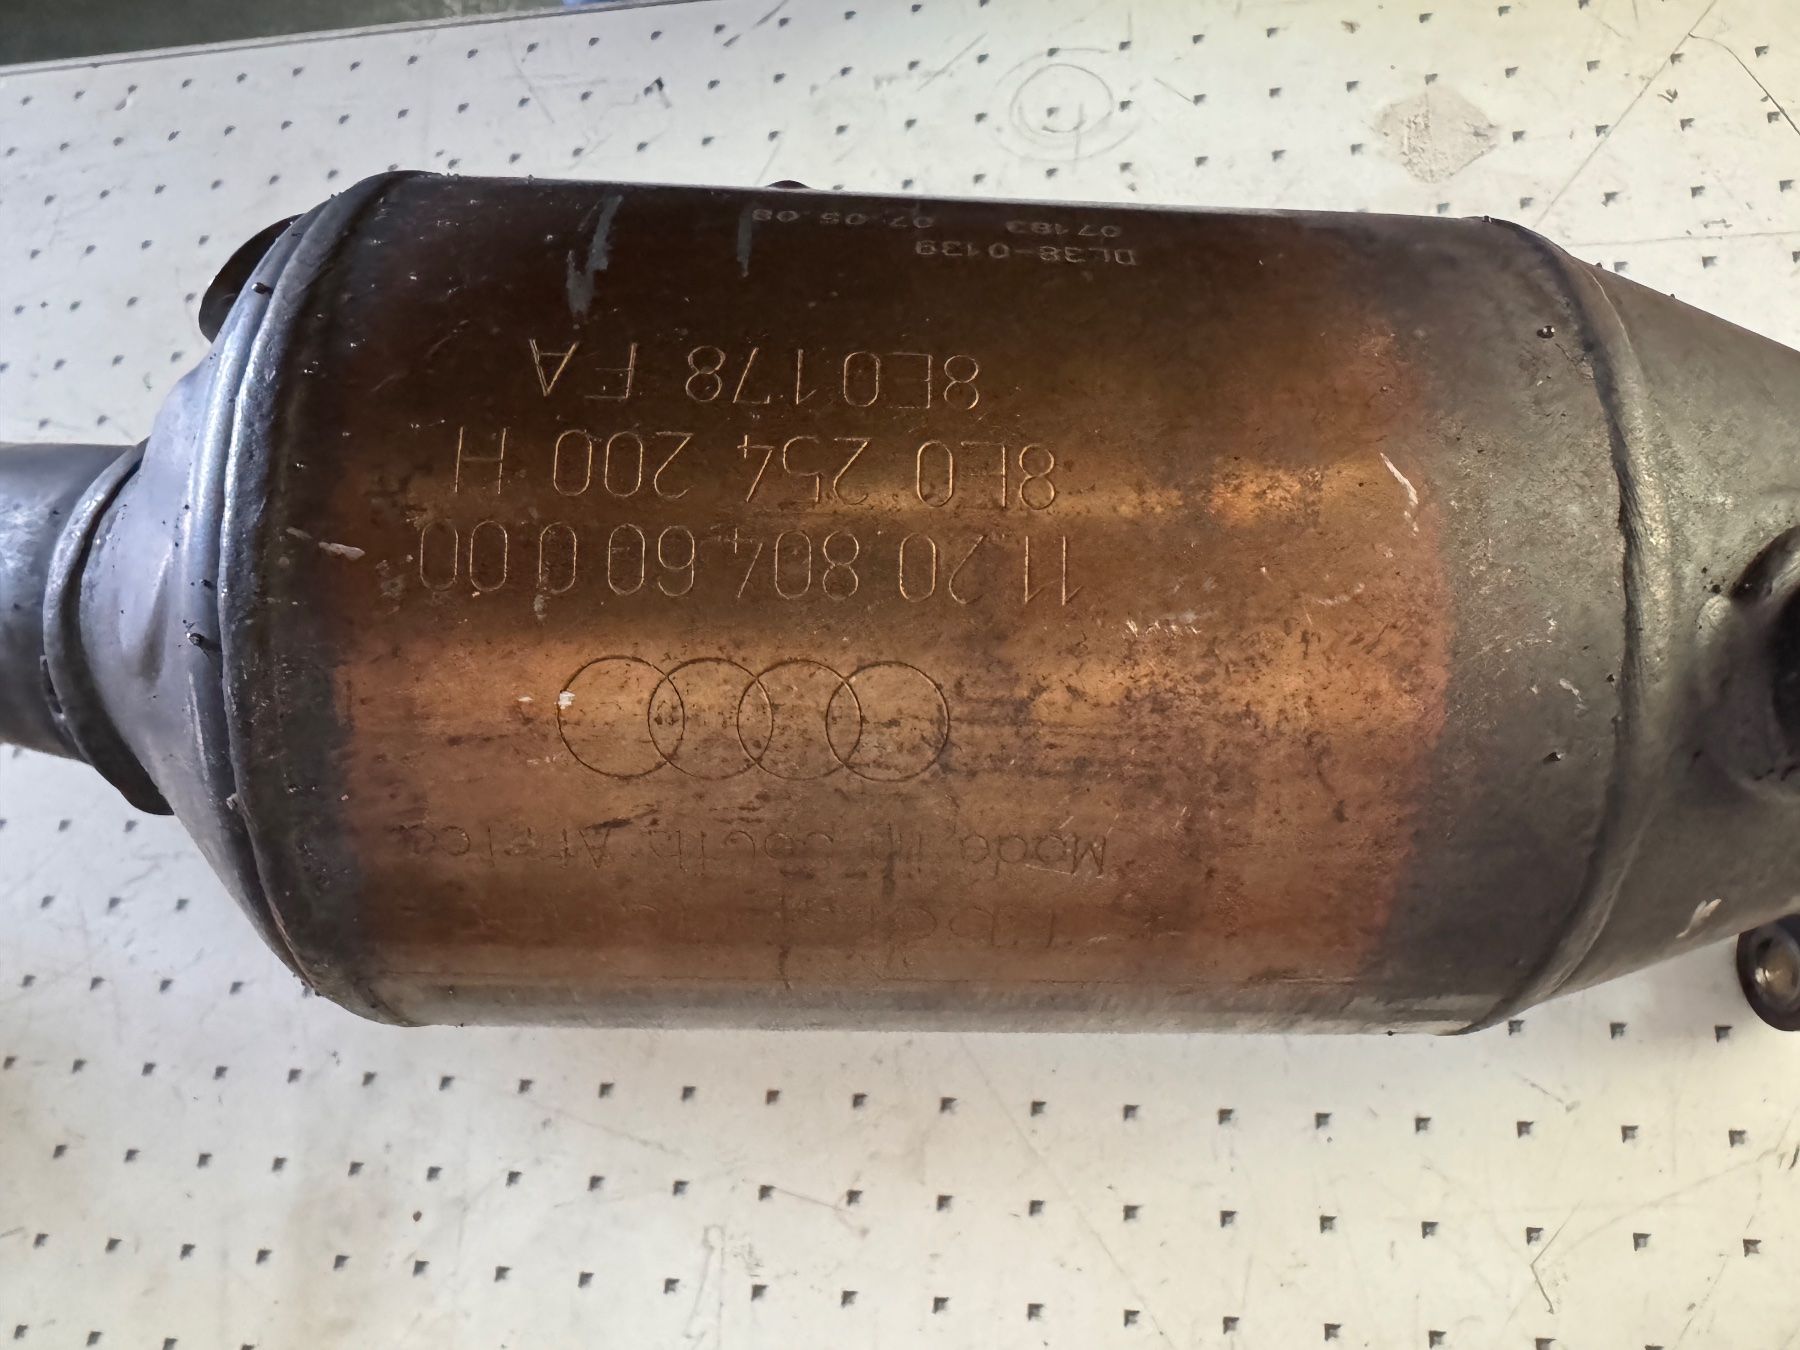 Made in South Africa
11.20 804.60 0.00
8E0 254 200 H
8E0178 FA
DL38-0139
07183 07.05.08